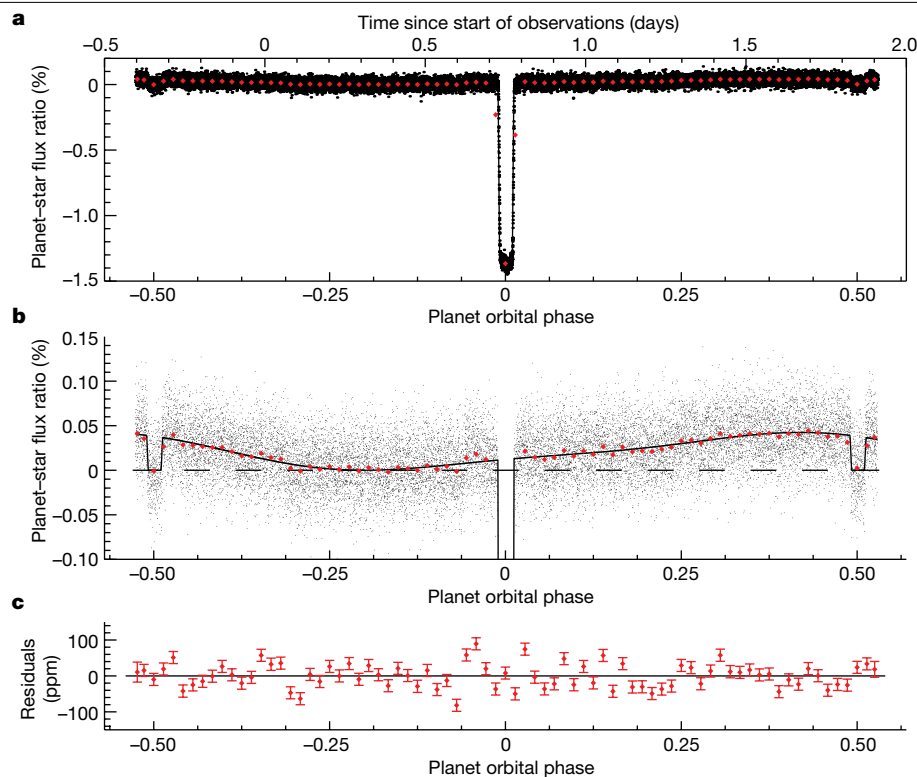 a
Time since start of observations (days)
−0.5 0 0.5 1.0 1.5 2.0
Planet–star flux ratio (%)
0
−0.5
−1.0
−1.5
−0.50 −0.25 0 0.25 0.50
Planet orbital phase
b
Planet–star flux ratio (%)
0.15
0.10
0.05
0
−0.05
−0.10
−0.50 −0.25 0 0.25 0.50
Planet orbital phase
c
Residuals
(ppm)
100
0
−100
−0.50 −0.25 0 0.25 0.50
Planet orbital phase